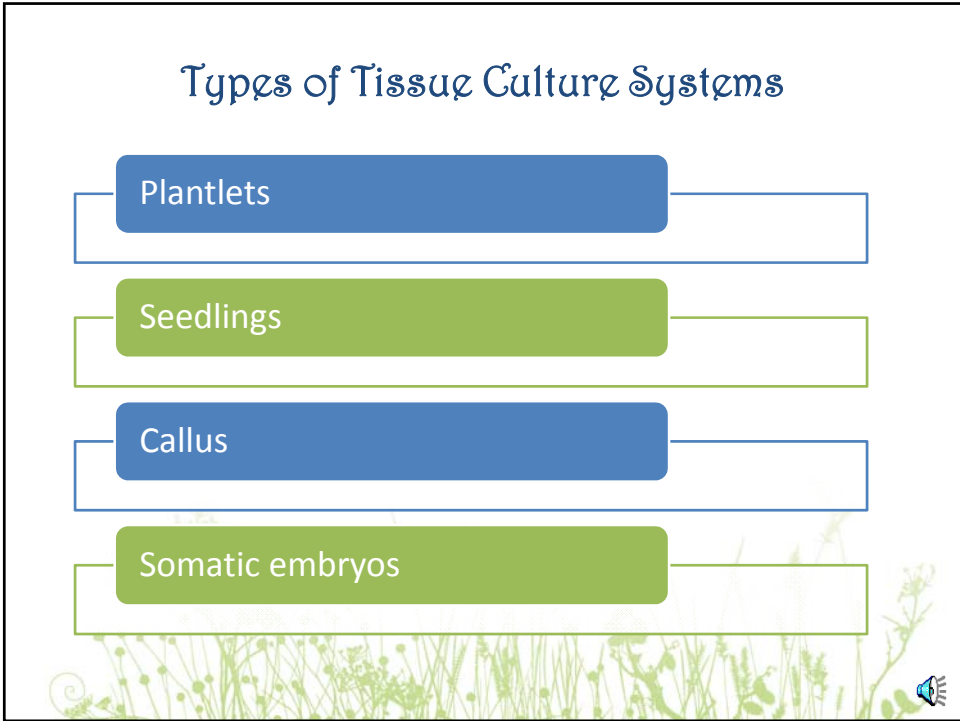 Types of Tissue Culture Systems
Plantlets
Seedlings
Callus
Somatic embryos